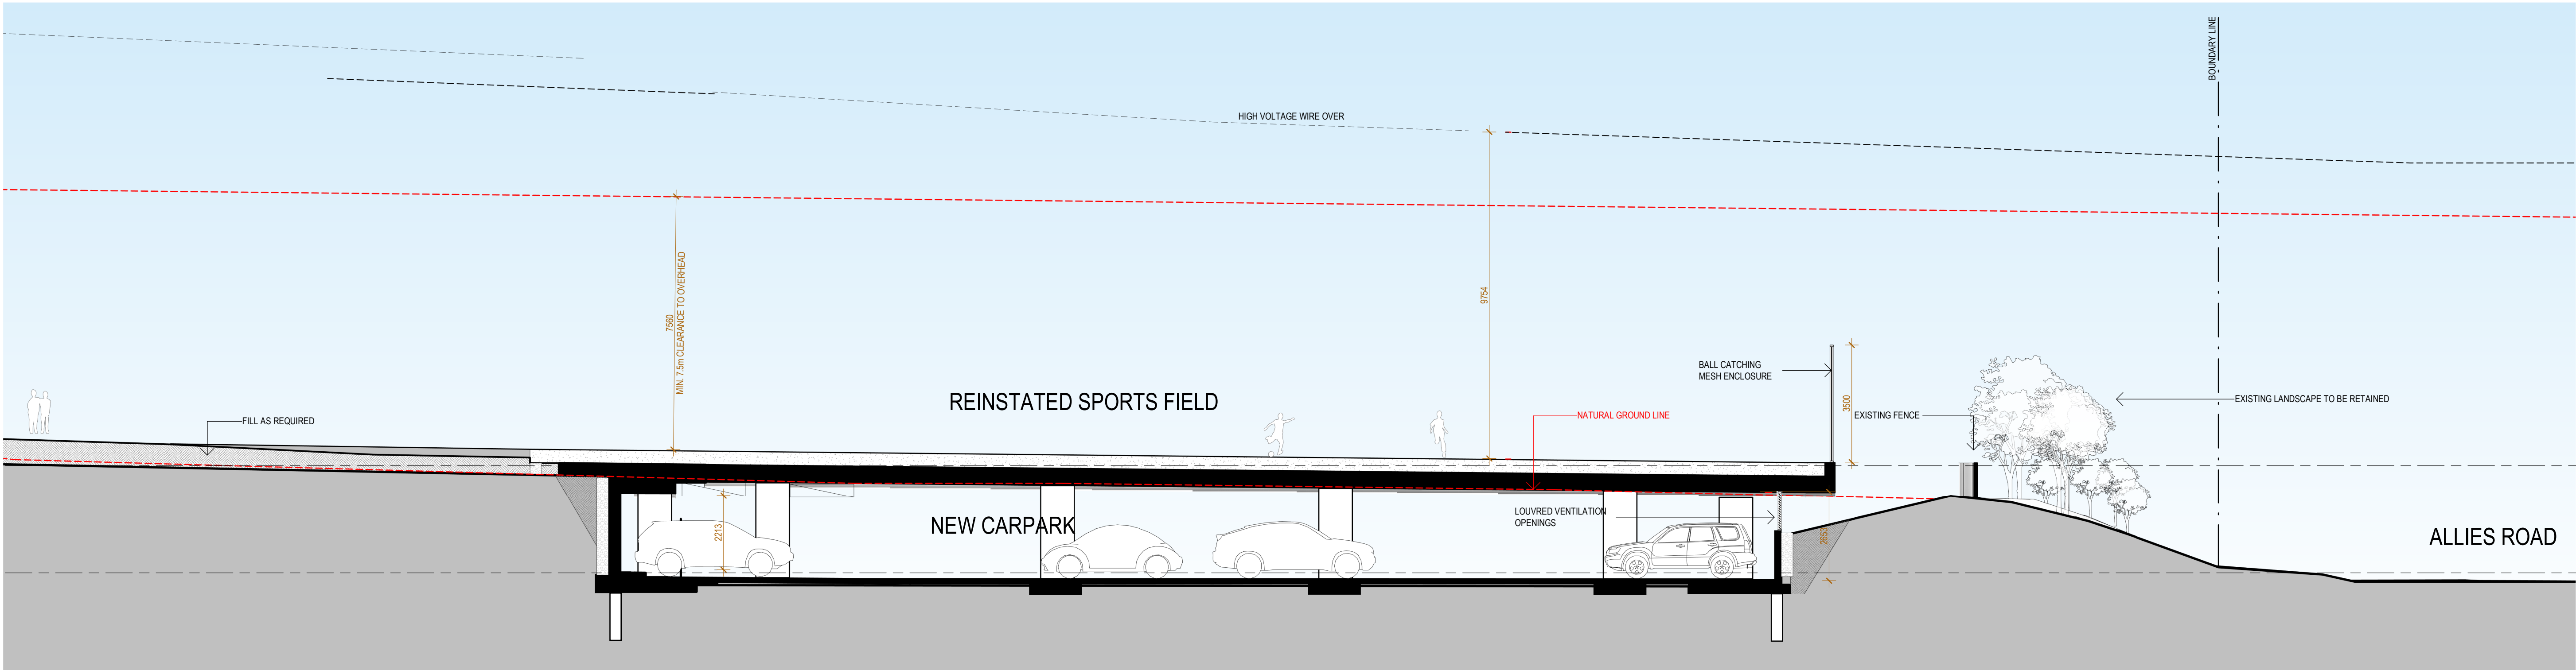 BOUNDARY LINE
HIGH VOLTAGE WIRE OVER
7560
MIN. 7.5m CLEARANCE TO OVERHEAD
9754
BALL CATCHING
MESH ENCLOSURE
3500
REINSTATED SPORTS FIELD
EXISTING LANDSCAPE TO BE RETAINED
FILL AS REQUIRED
NATURAL GROUND LINE
EXISTING FENCE
NEW CARPARK
2213
LOUVRED VENTILATION
OPENINGS
ALLIES ROAD